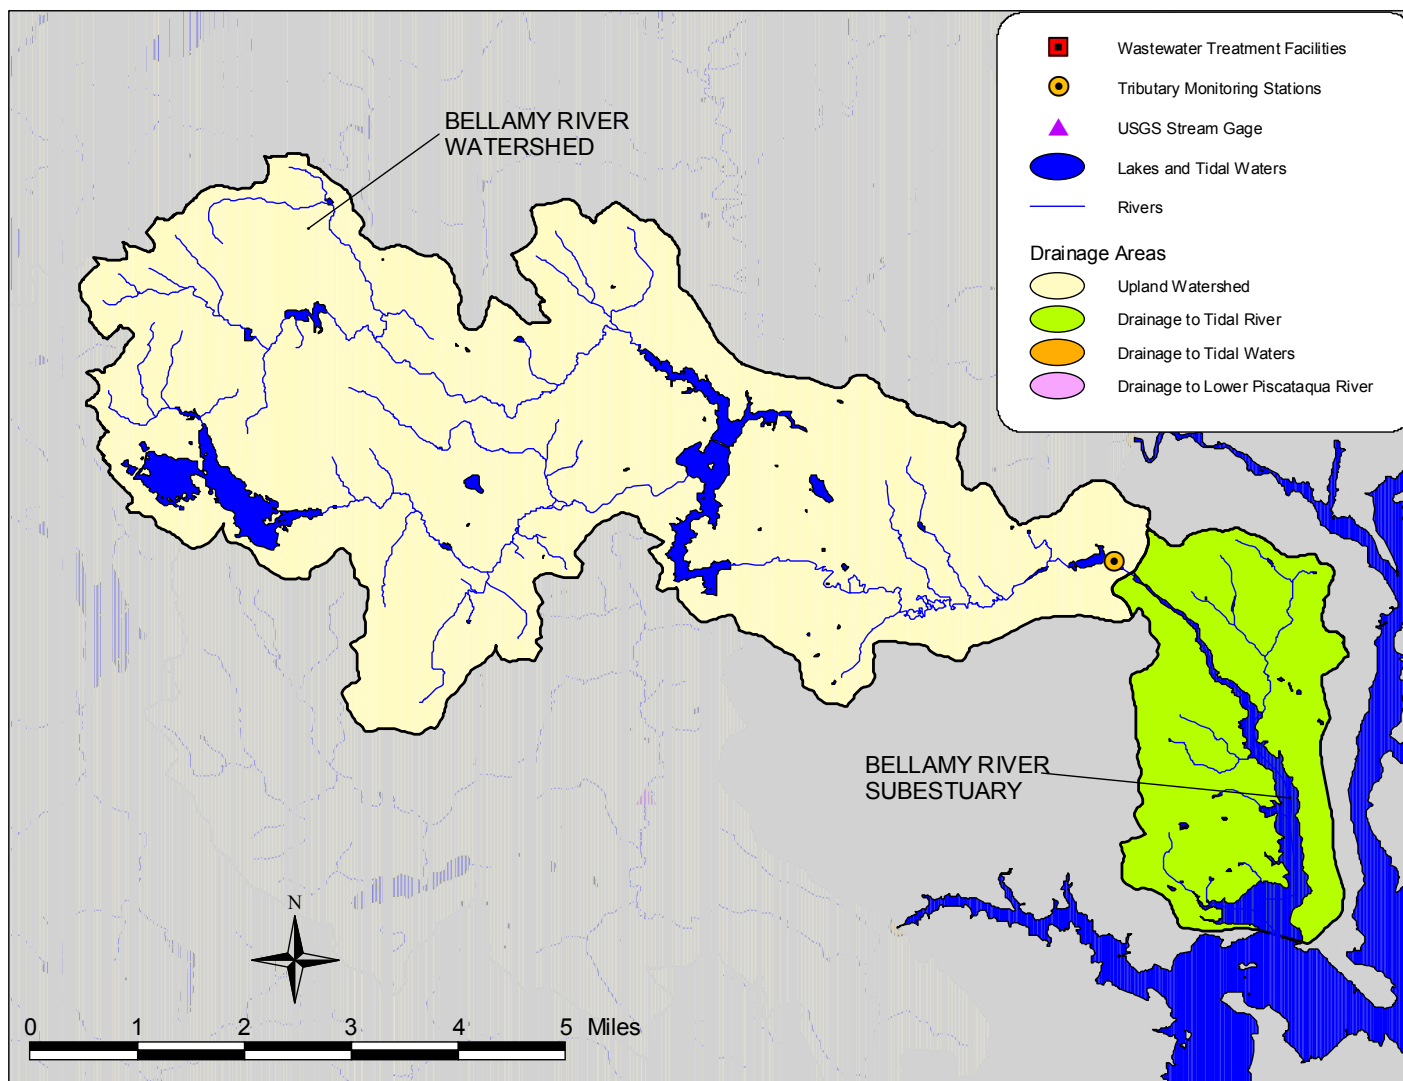 Wastewater Treatment Facilities
Tributary Monitoring Stations
USGS Stream Gage
Lakes and Tidal Waters
Rivers
Drainage Areas
Upland Watershed
Drainage to Tidal River
Drainage to Tidal Waters
Drainage to Lower Piscataqua River
BELLAMY RIVER
WATERSHED
BELLAMY RIVER
SUBESTUARY
N
0 1 2 3 4 5 Miles